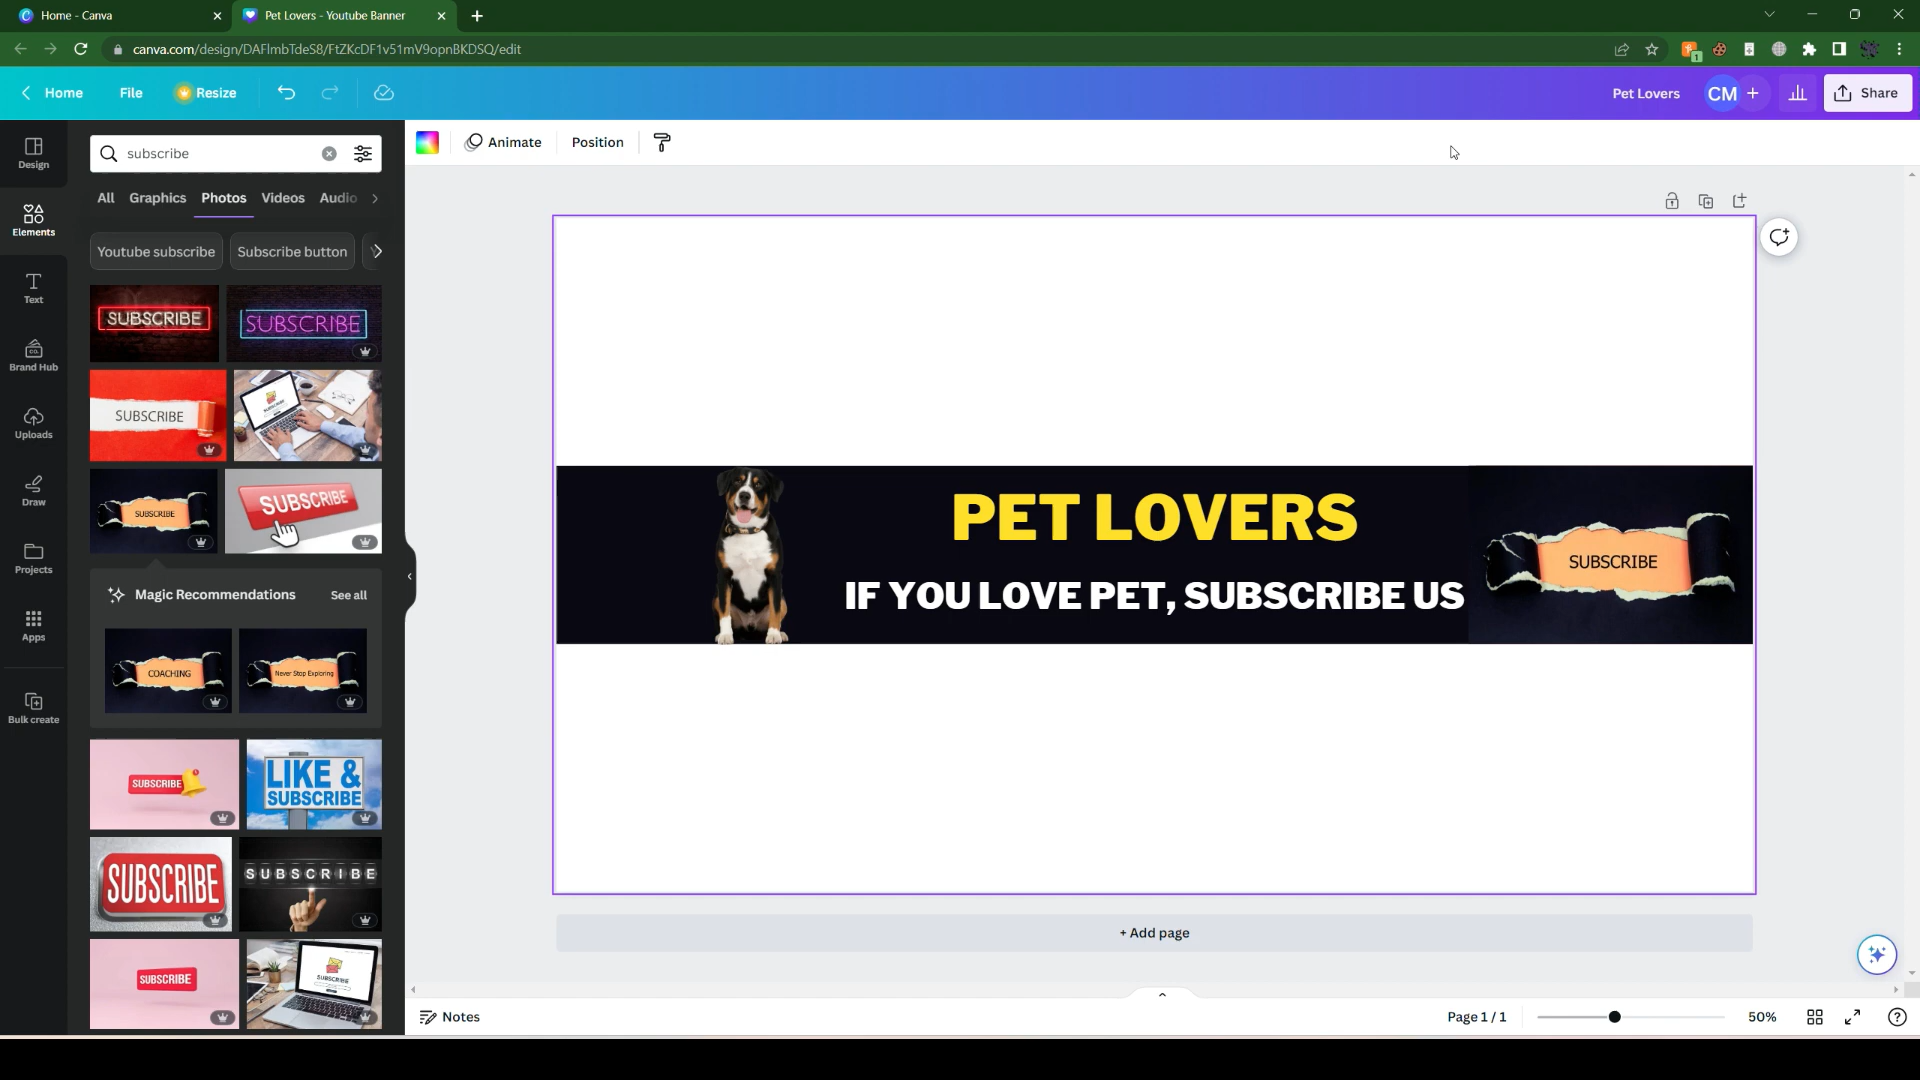 Home - Canva
Pet Lovers - Youtube Banner
canva.com/design/DAFImbTdeS8/FtZKcDF1v51mV9opnBKDSQ/edit
1
Home
File
Resize
Pet Lovers
CM
Share
Design
Elements
Text
Brand Hub
Uploads
Draw
Projects
Apps
Bulk create
subscribe
All
Graphics
Photos
Videos
Audio
Youtube subscribe
Subscribe button
SUBSCRIBE
SUBSCRIBE
SUBSCRIBE
SUBSCRIBE
SUBSCRIBE
Magic Recommendations
See all
COACHING
Never Stop Exploring
SUBSCRIBE
LIKE &
SUBSCRIBE
SUBSCRIBE
SUBSCRIBE
SUBSCRIBE
SUBSCRIBE
Animate
Position
PET LOVERS
IF YOU LOVE PET, SUBSCRIBE US
SUBSCRIBE
+ Add page
Notes
Page 1 / 1
50%